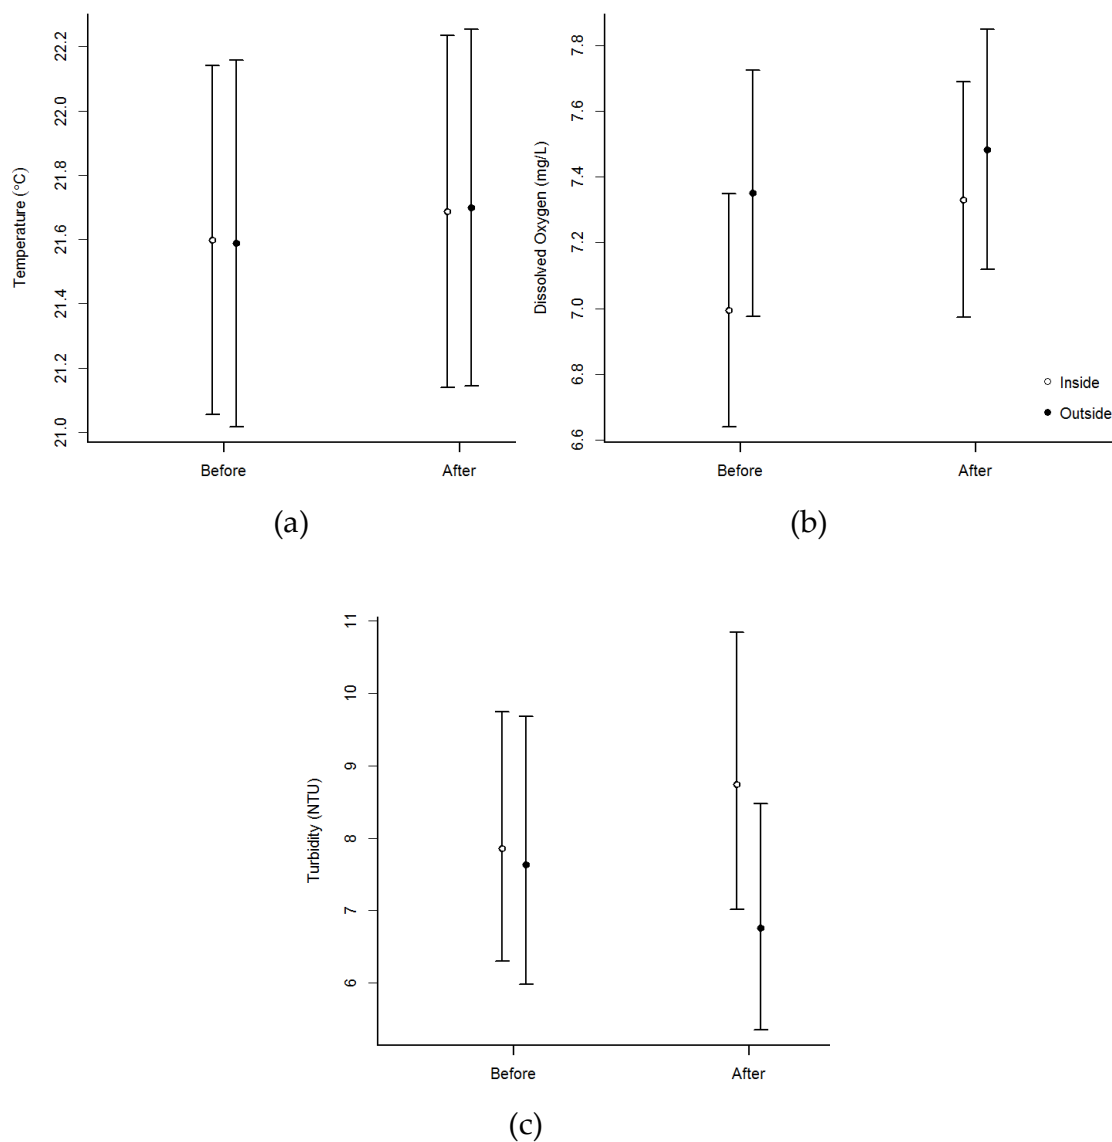 Temperature (°C)
22.2
22.0
21.8
21.6
21.4
21.2
21.0
Before
After
(a)
Dissolved Oxygen (mg/L)
7.8
7.6
7.4
7.2
7.0
6.8
6.6
Inside
Outside
Before
After
(b)
Turbidity (NTU)
11
10
9
8
7
6
Before
After
(c)